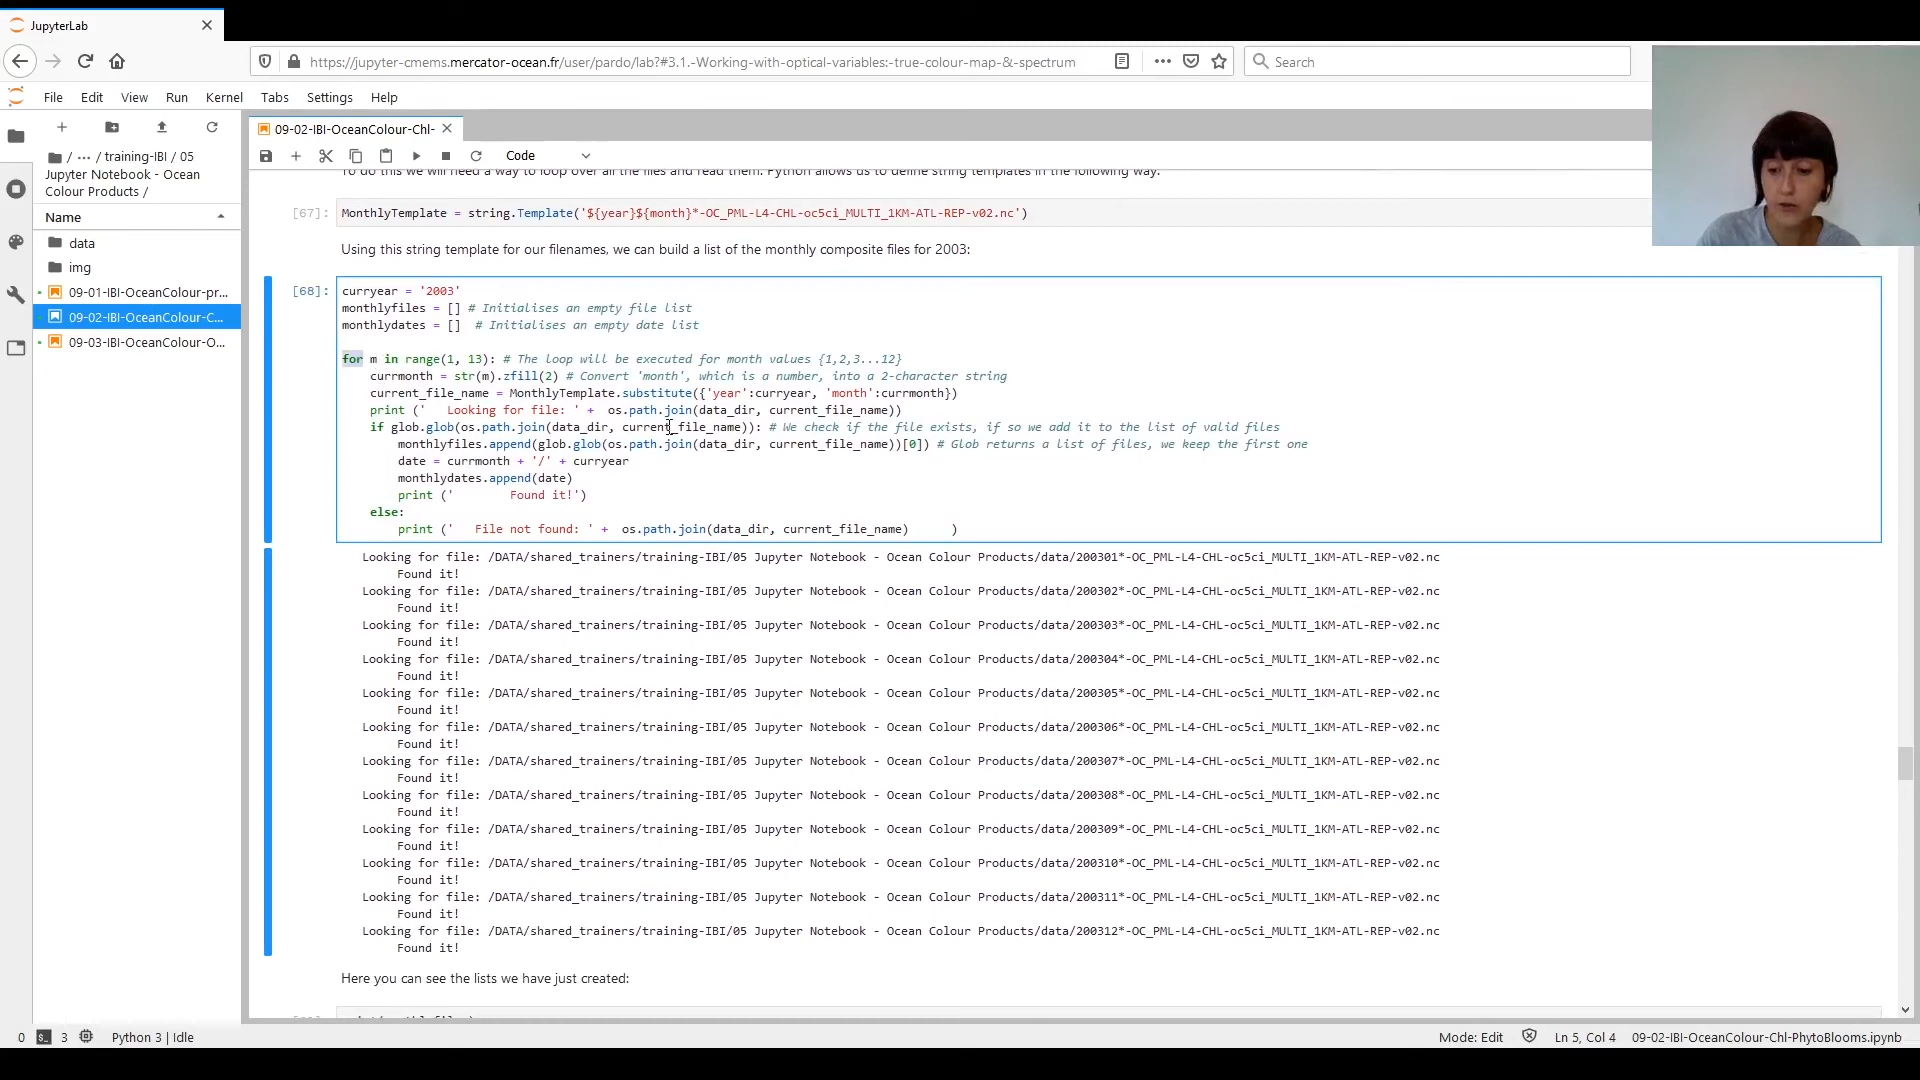 JupyterLab
https://jupyter-cmems.mercator-ocean.fr/user/pardo/lab?#3.1.-Working-with-optical-variables:-true-colour-map-&-spectrum
Search
File Edit View Run Kernel Tabs Settings Help
/ ··· / training-IBI / 05
Jupyter Notebook - Ocean
Colour Products /
Name
data
img
09-01-IBI-OceanColour-pr...
09-02-IBI-OceanColour-C...
09-03-IBI-OceanColour-O...
09-02-IBI-OceanColour-Chl-
Code
To do this we will need a way to loop over all the files and read them. Python allows us to define string templates in the following way:
[67]: MonthlyTemplate = string.Template('${year}${month}*-OC_PML-L4-CHL-oc5ci_MULTI_1KM-ATL-REP-v02.nc')
Using this string template for our filenames, we can build a list of the monthly composite files for 2003:
[68]: curryear = '2003'
monthlyfiles = [] # Initialises an empty file list
monthlydates = []  # Initialises an empty date list
for m in range(1, 13): # The loop will be executed for month values {1,2,3...12}
    currmonth = str(m).zfill(2) # Convert 'month', which is a number, into a 2-character string
    current_file_name = MonthlyTemplate.substitute({'year':curryear, 'month':currmonth})
    print ('   Looking for file: ' +  os.path.join(data_dir, current_file_name))
    if glob.glob(os.path.join(data_dir, current_file_name)): # We check if the file exists, if so we add it to the list of valid files
        monthlyfiles.append(glob.glob(os.path.join(data_dir, current_file_name))[0]) # Glob returns a list of files, we keep the first one
        date = currmonth + '/' + curryear
        monthlydates.append(date)
        print ('        Found it!')
    else:
        print ('   File not found: ' +  os.path.join(data_dir, current_file_name)      )
Looking for file: /DATA/shared_trainers/training-IBI/05 Jupyter Notebook - Ocean Colour Products/data/200301*-OC_PML-L4-CHL-oc5ci_MULTI_1KM-ATL-REP-v02.nc
Found it!
Looking for file: /DATA/shared_trainers/training-IBI/05 Jupyter Notebook - Ocean Colour Products/data/200302*-OC_PML-L4-CHL-oc5ci_MULTI_1KM-ATL-REP-v02.nc
Found it!
Looking for file: /DATA/shared_trainers/training-IBI/05 Jupyter Notebook - Ocean Colour Products/data/200303*-OC_PML-L4-CHL-oc5ci_MULTI_1KM-ATL-REP-v02.nc
Found it!
Looking for file: /DATA/shared_trainers/training-IBI/05 Jupyter Notebook - Ocean Colour Products/data/200304*-OC_PML-L4-CHL-oc5ci_MULTI_1KM-ATL-REP-v02.nc
Found it!
Looking for file: /DATA/shared_trainers/training-IBI/05 Jupyter Notebook - Ocean Colour Products/data/200305*-OC_PML-L4-CHL-oc5ci_MULTI_1KM-ATL-REP-v02.nc
Found it!
Looking for file: /DATA/shared_trainers/training-IBI/05 Jupyter Notebook - Ocean Colour Products/data/200306*-OC_PML-L4-CHL-oc5ci_MULTI_1KM-ATL-REP-v02.nc
Found it!
Looking for file: /DATA/shared_trainers/training-IBI/05 Jupyter Notebook - Ocean Colour Products/data/200307*-OC_PML-L4-CHL-oc5ci_MULTI_1KM-ATL-REP-v02.nc
Found it!
Looking for file: /DATA/shared_trainers/training-IBI/05 Jupyter Notebook - Ocean Colour Products/data/200308*-OC_PML-L4-CHL-oc5ci_MULTI_1KM-ATL-REP-v02.nc
Found it!
Looking for file: /DATA/shared_trainers/training-IBI/05 Jupyter Notebook - Ocean Colour Products/data/200309*-OC_PML-L4-CHL-oc5ci_MULTI_1KM-ATL-REP-v02.nc
Found it!
Looking for file: /DATA/shared_trainers/training-IBI/05 Jupyter Notebook - Ocean Colour Products/data/200310*-OC_PML-L4-CHL-oc5ci_MULTI_1KM-ATL-REP-v02.nc
Found it!
Looking for file: /DATA/shared_trainers/training-IBI/05 Jupyter Notebook - Ocean Colour Products/data/200311*-OC_PML-L4-CHL-oc5ci_MULTI_1KM-ATL-REP-v02.nc
Found it!
Looking for file: /DATA/shared_trainers/training-IBI/05 Jupyter Notebook - Ocean Colour Products/data/200312*-OC_PML-L4-CHL-oc5ci_MULTI_1KM-ATL-REP-v02.nc
Found it!
Here you can see the lists we have just created:
0 3 Python 3 | Idle
Mode: Edit Ln 5, Col 4 09-02-IBI-OceanColour-Chl-PhytoBlooms.ipynb